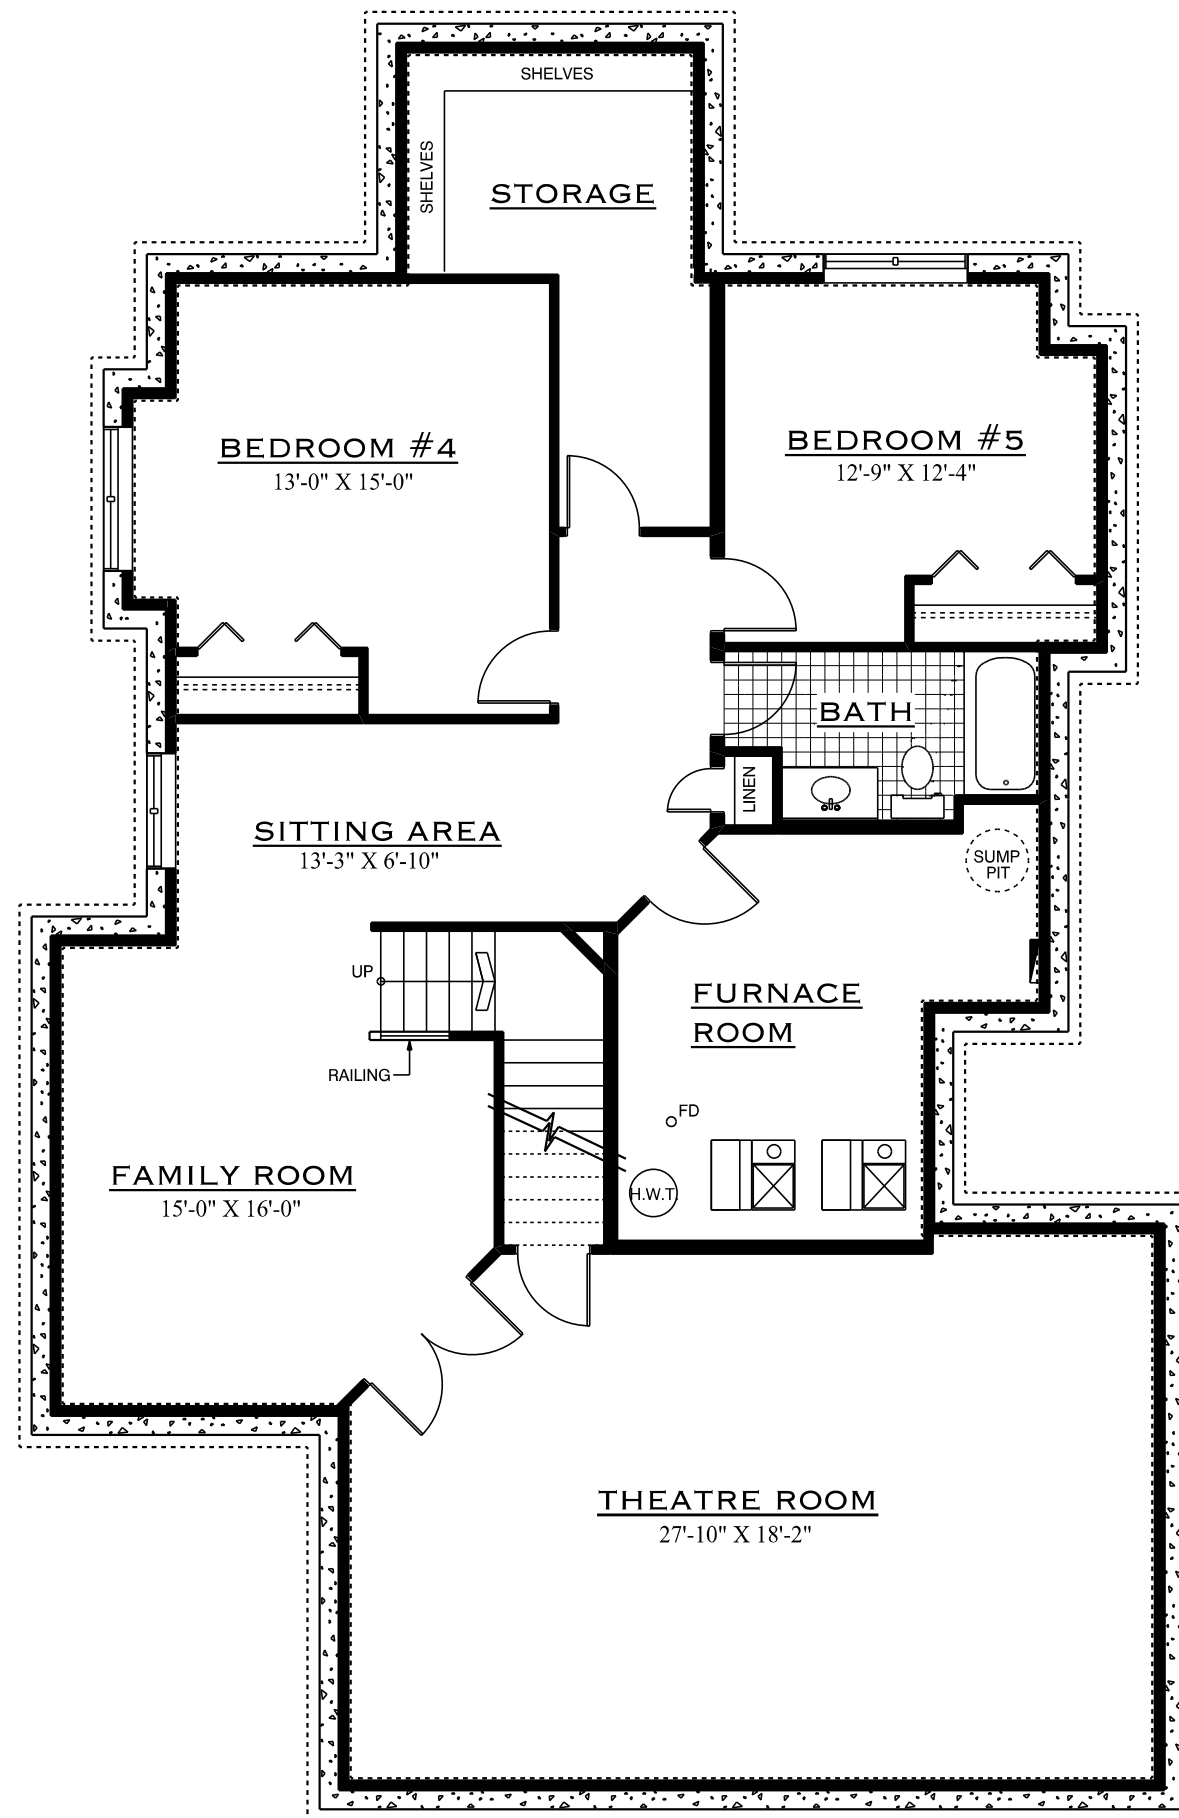 SHELVES
SHELVES
STORAGE
BEDROOM #4
13'-0" X 15'-0"
BEDROOM #5
12'-9" X 12'-4"
BATH
LINEN
SITTING AREA
13'-3" X 6'-10"
SUMP
PIT
UP
FURNACE
ROOM
RAILING
FD
FAMILY ROOM
15'-0" X 16'-0"
H.W.T.
THEATRE ROOM
27'-10" X 18'-2"